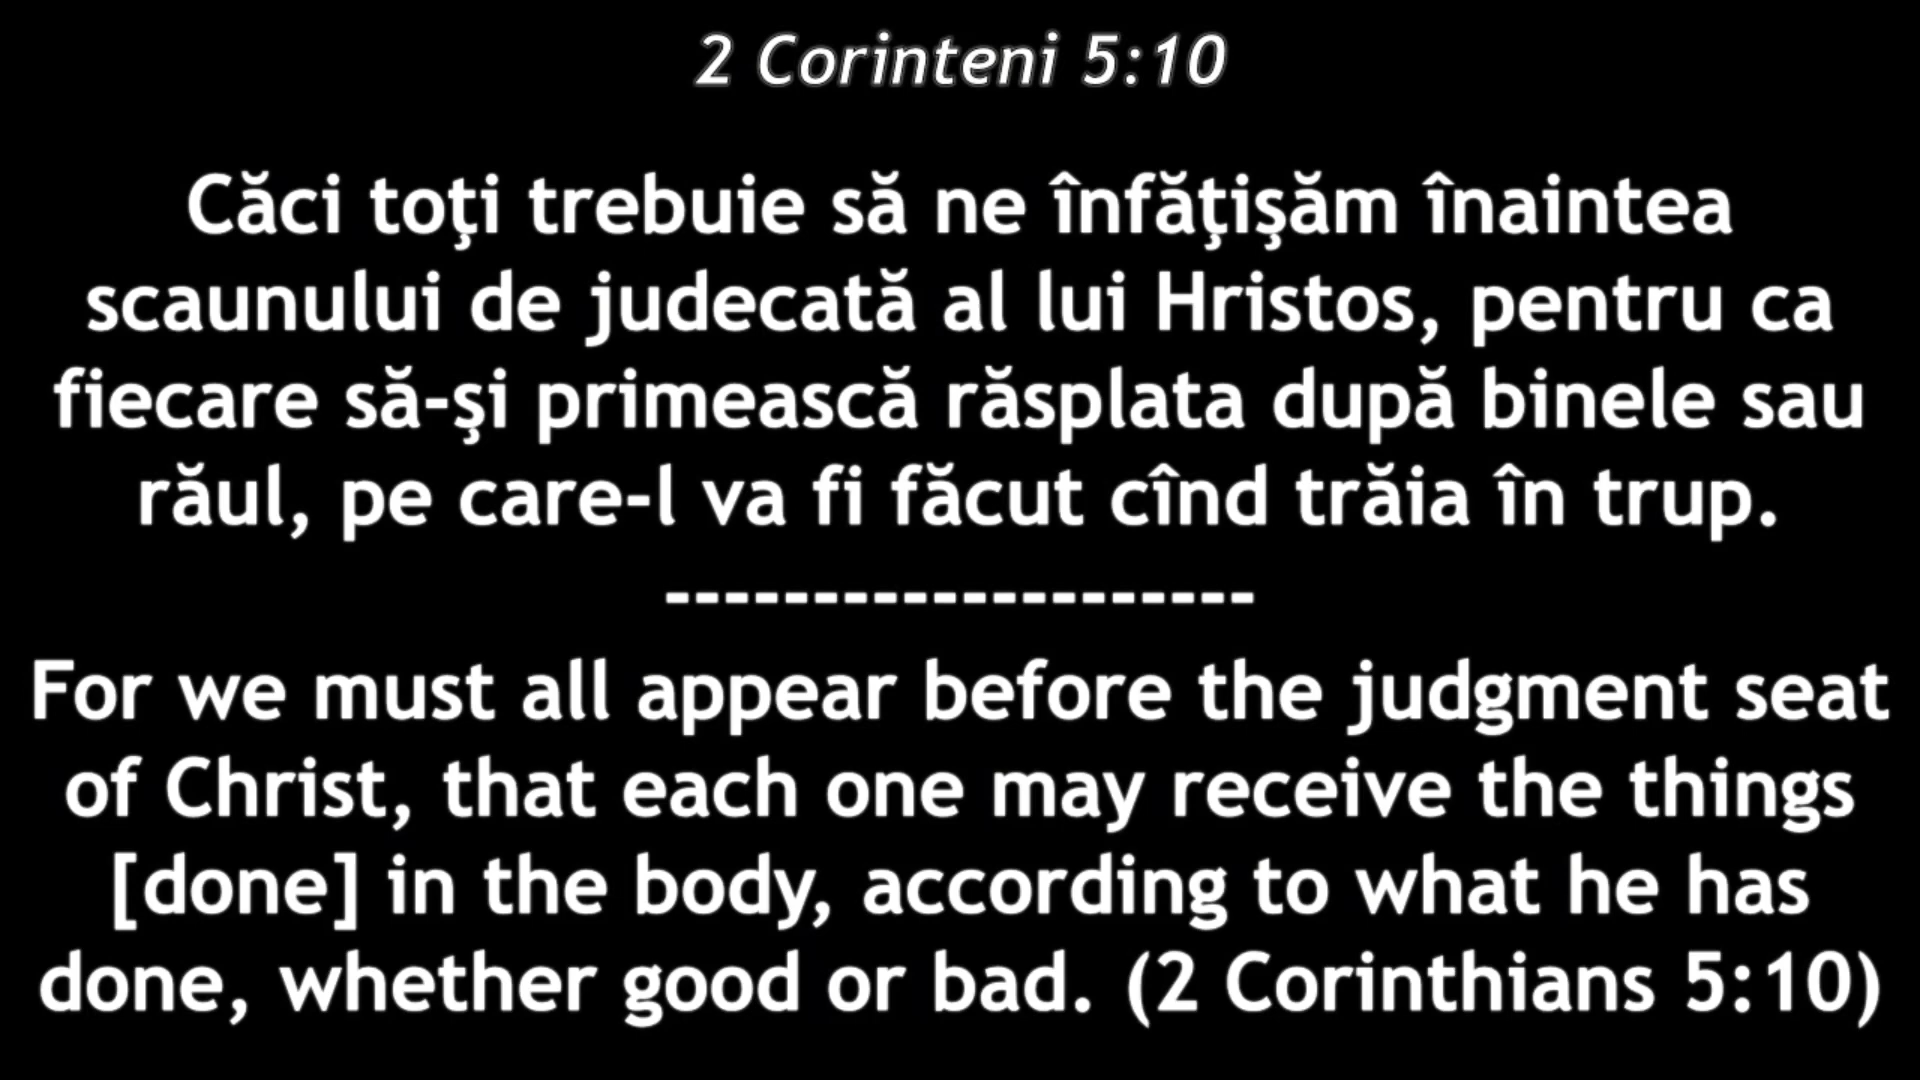 2 Corinteni 5:10
Căci toţi trebuie să ne înfăţişăm înaintea
scaunului de judecată al lui Hristos, pentru ca
fiecare să-şi primească răsplata după binele sau
răul, pe care-l va fi făcut cînd trăia în trup.
--------------------
For we must all appear before the judgment seat
of Christ, that each one may receive the things
[done] in the body, according to what he has
done, whether good or bad. (2 Corinthians 5:10)